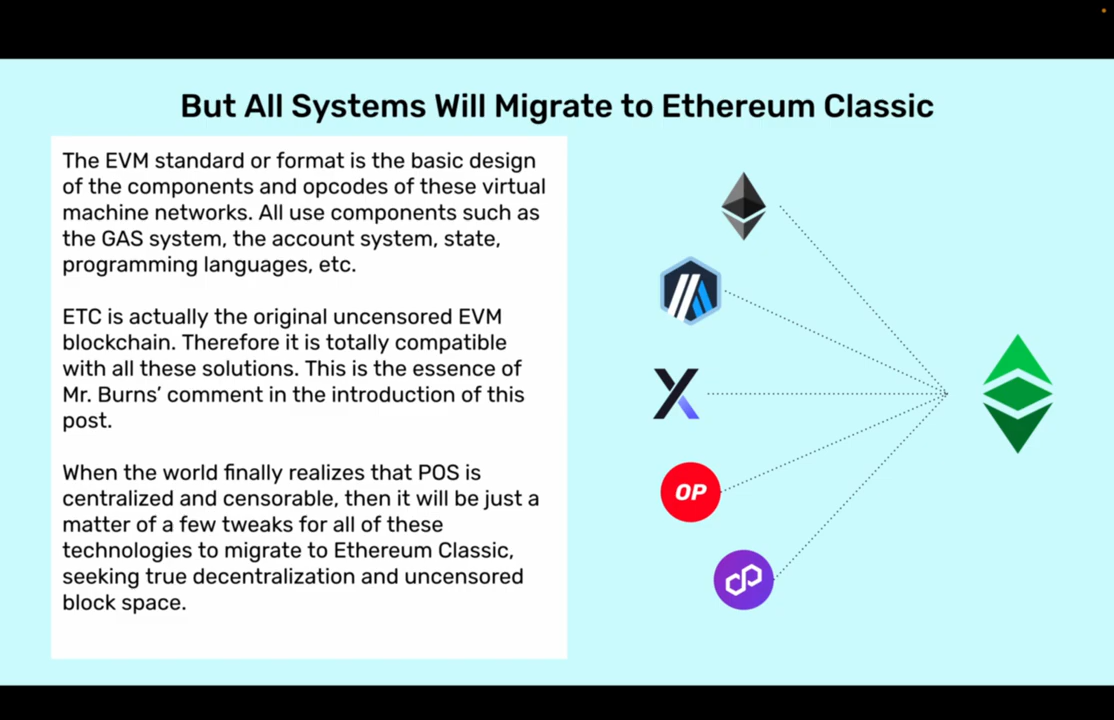 But All Systems Will Migrate to Ethereum Classic
The EVM standard or format is the basic design
of the components and opcodes of these virtual
machine networks. All use components such as
the GAS system, the account system, state,
programming languages, etc.
ETC is actually the original uncensored EVM
blockchain. Therefore it is totally compatible
with all these solutions. This is the essence of
Mr. Burns’ comment in the introduction of this
post.
When the world finally realizes that POS is
centralized and censorable, then it will be just a
matter of a few tweaks for all of these
technologies to migrate to Ethereum Classic,
seeking true decentralization and uncensored
block space.
OP